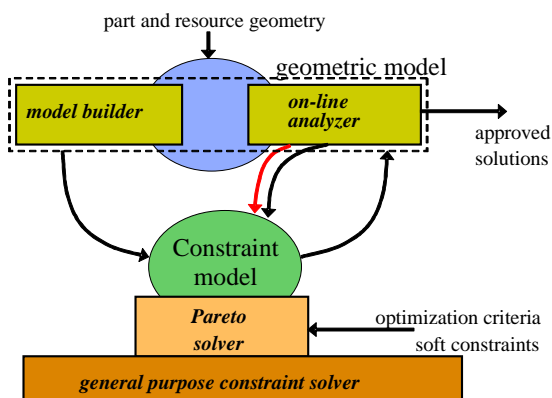 part and resource geometry
geometric model
model builder
on-line
analyzer
approved
solutions
Constraint
model
Pareto
solver
optimization criteria
soft constraints
general purpose constraint solver